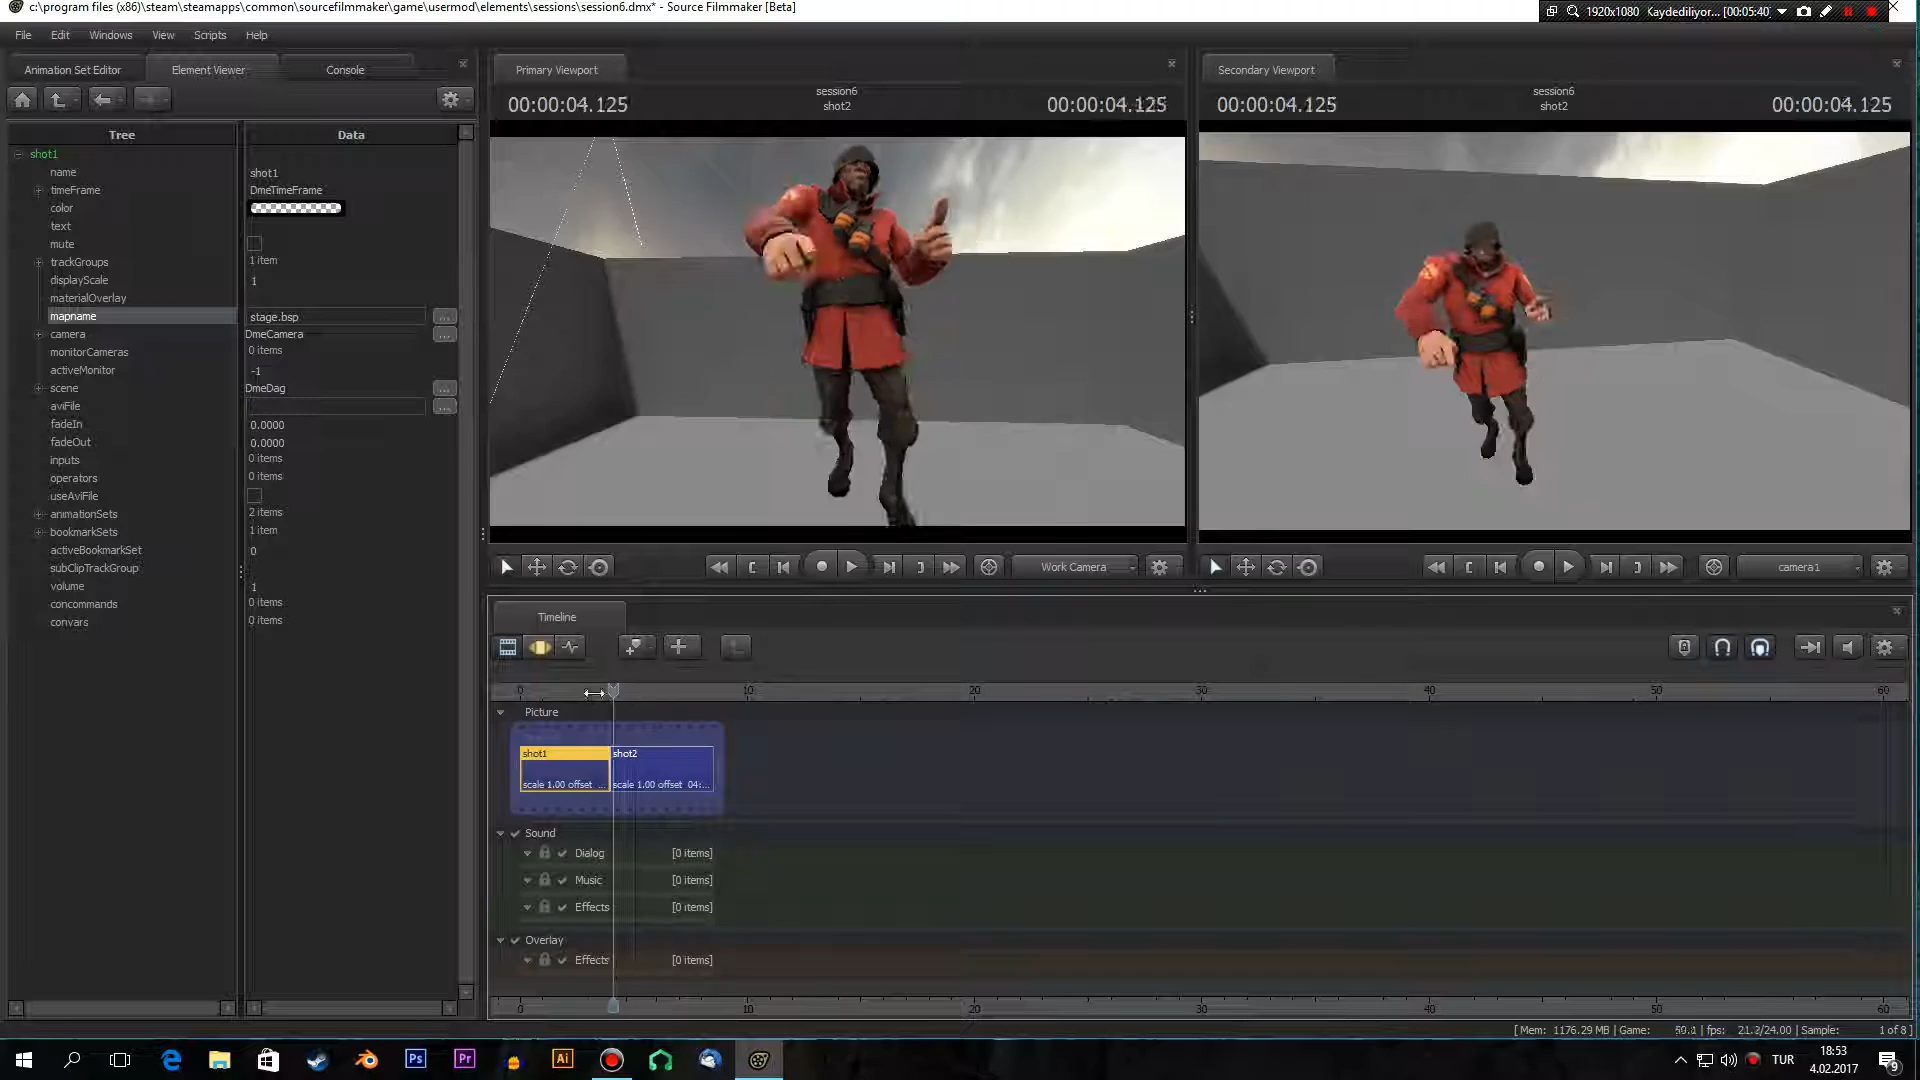 c:\program files (x86)\steam\steamapps\common\sourcefilmmaker\game\usermod\elements\sessions\session6.dmx* - Source Filmmaker [Beta]
1920x1080 Kaydediliyor... [00:05:40]
File Edit Windows View Scripts Help
Animation Set Editor Element Viewer Console
Primary Viewport
Secondary Viewport
00:00:04.125 session6 shot2 00:00:04.125
00:00:04.125 session6 shot2 00:00:04.125
Tree Data
shot1
name shot1
timeFrame DmeTimeFrame
color
text
mute
trackGroups 1 item
displayScale 1
materialOverlay
mapname stage.bsp ...
camera DmeCamera ...
monitorCameras 0 items
activeMonitor -1
scene DmeDag ...
aviFile ...
fadeIn 0.0000
fadeOut 0.0000
inputs 0 items
operators 0 items
useAviFile
animationSets 2 items
bookmarkSets 1 item
activeBookmarkSet 0
subClipTrackGroup
volume 1
concommands 0 items
convars 0 items
Work Camera
camera1
Timeline
0 10 20 30 40 50 60
Picture
shot1 shot2
scale 1.00 offset ... scale 1.00 offset 04:...
Sound
Dialog [0 items]
Music [0 items]
Effects [0 items]
Overlay
Effects [0 items]
0 10 20 30 40 50 60
[ Mem: 1176.29 MB | Game: 59.1 | fps: 21.2/24.00 | Sample: 1 of 8 ]
Ps Pr Ai
TUR
18:53
4.02.2017
9